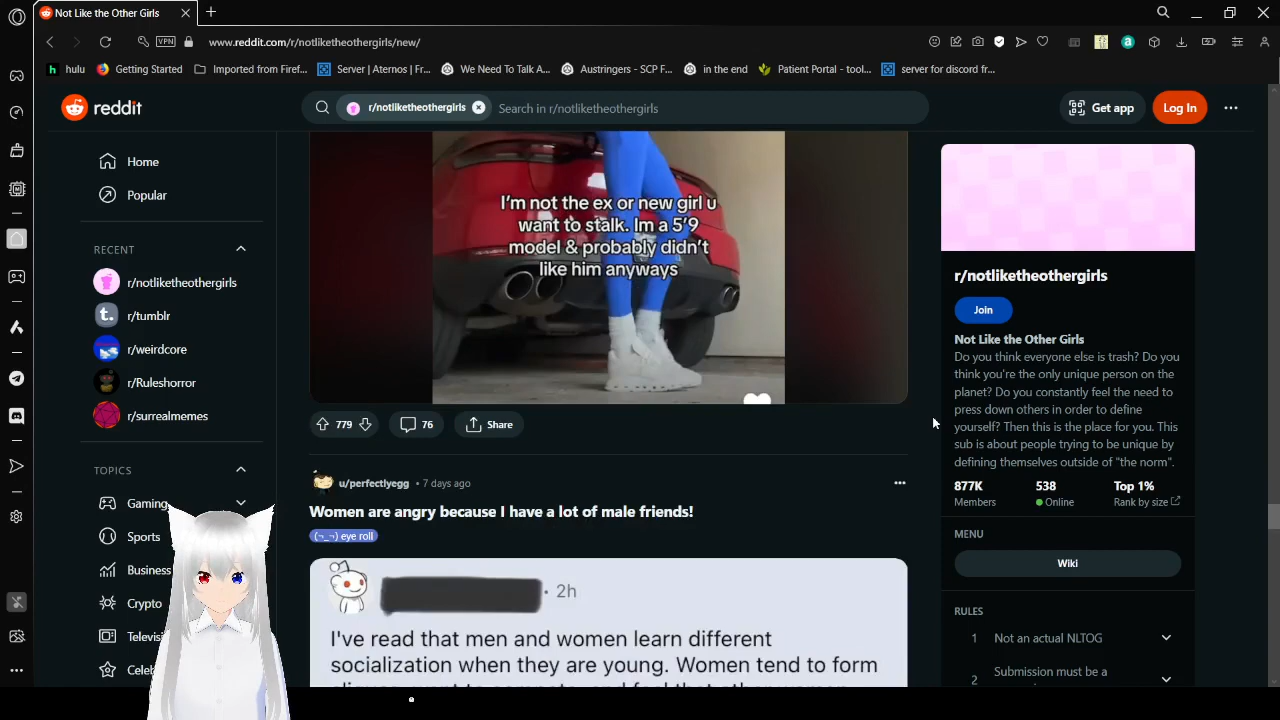 Not Like the Other Girls
VPN
www.reddit.com/r/notliketheothergirls/new/
hulu
Getting Started
Imported from Firef...
Server | Aternos | Fr...
We Need To Talk A...
Austringers - SCP F...
in the end
Patient Portal - tool...
server for discord fr...
reddit
r/notliketheothergirls
Search in r/notliketheothergirls
Get app
Log In
Home
Popular
RECENT
r/notliketheothergirls
r/tumblr
r/weirdcore
r/Ruleshorror
r/surrealmemes
TOPICS
Gaming
Sports
Business
Crypto
Televisi
Celeb
I'm not the ex or new girl u
want to stalk. Im a 5'9
model & probably didn't
like him anyways
779
76
Share
u/perfectlyegg • 7 days ago
Women are angry because I have a lot of male friends!
(¬_¬) eye roll
• 2h
I've read that men and women learn different
socialization when they are young. Women tend to form
r/notliketheothergirls
Join
Not Like the Other Girls
Do you think everyone else is trash? Do you
think you're the only unique person on the
planet? Do you constantly feel the need to
press down others in order to define
yourself? Then this is the place for you. This
sub is about people trying to be unique by
defining themselves outside of "the norm".
877K
Members
538
Online
Top 1%
Rank by size
MENU
Wiki
RULES
1 Not an actual NLTOG
2 Submission must be a